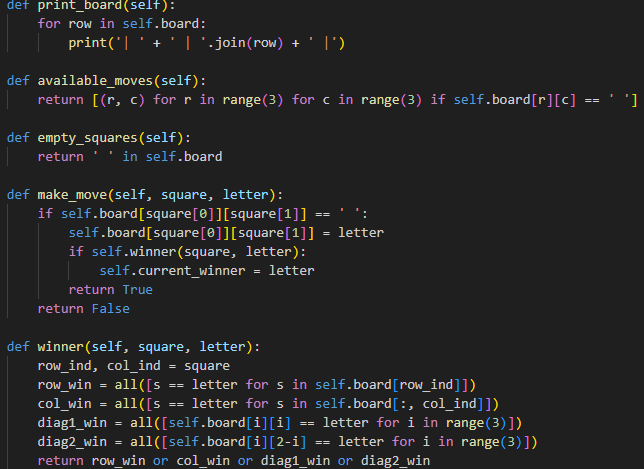 def print_board(self):
    for row in self.board:
        print('| ' + ' | '.join(row) + ' |')

def available_moves(self):
    return [(r, c) for r in range(3) for c in range(3) if self.board[r][c] == ' ']

def empty_squares(self):
    return ' ' in self.board

def make_move(self, square, letter):
    if self.board[square[0]][square[1]] == ' ':
        self.board[square[0]][square[1]] = letter
        if self.winner(square, letter):
            self.current_winner = letter
        return True
    return False

def winner(self, square, letter):
    row_ind, col_ind = square
    row_win = all([s == letter for s in self.board[row_ind]])
    col_win = all([s == letter for s in self.board[:, col_ind]])
    diag1_win = all([self.board[i][i] == letter for i in range(3)])
    diag2_win = all([self.board[i][2-i] == letter for i in range(3)])
    return row_win or col_win or diag1_win or diag2_win